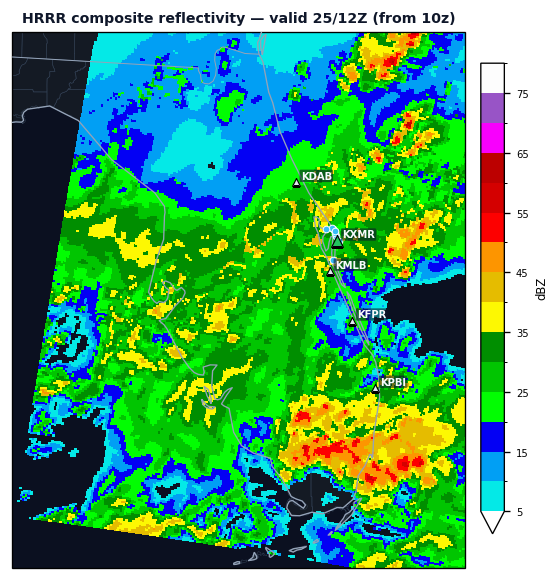 HRRR composite reflectivity — valid 25/12Z (from 10z)
KDAB
KXMR
KMLB
KFPR
KPBI
75
65
55
45
35
25
15
5
dBZ